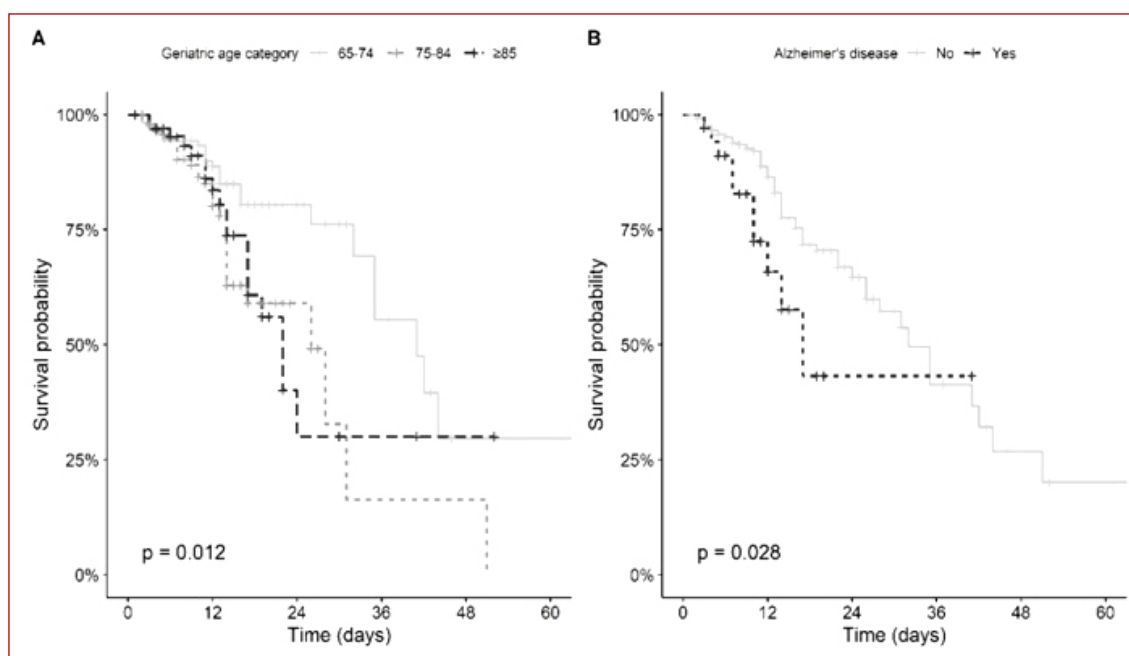 A
Geriatric age category 65-74 75-84 ≥85
Survival probability
100%
75%
50%
25%
0%
p = 0.012
0 12 24 36 48 60
Time (days)
B
Alzheimer's disease No Yes
Survival probability
100%
75%
50%
25%
0%
p = 0.028
0 12 24 36 48 60
Time (days)